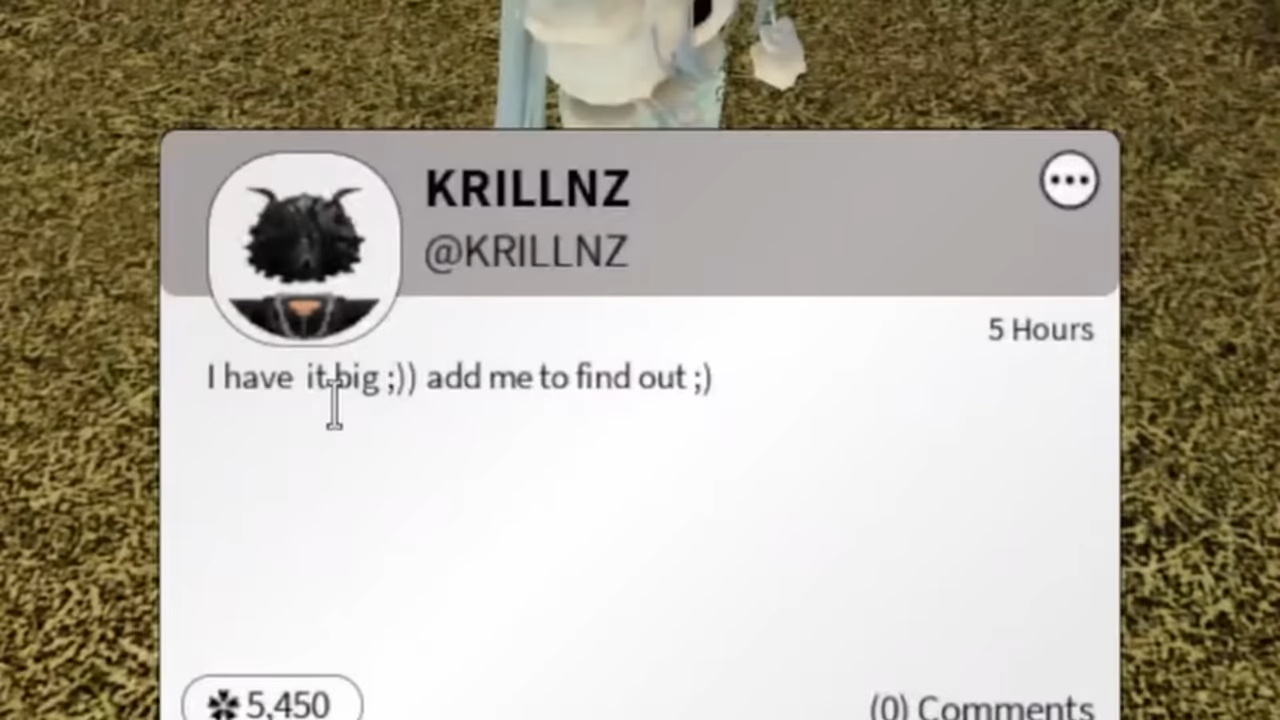 KRILLNZ
@KRILLNZ
5 Hours
I have it big ;)) add me to find out ;)
5,450
(0) Comments